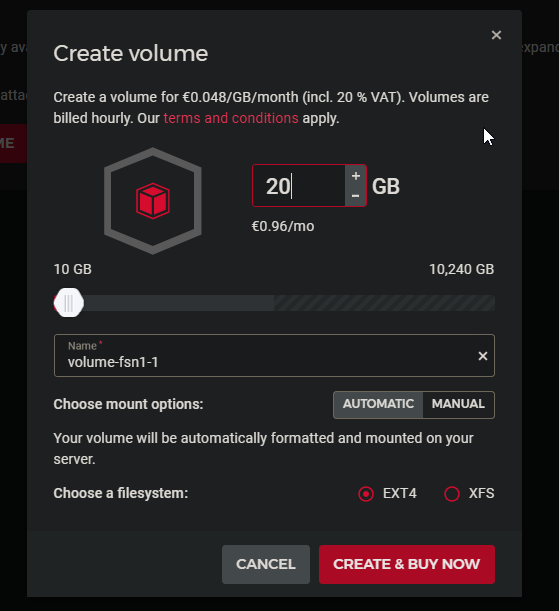 Create volume
×
y ava
expand
Create a volume for €0.048/GB/month (incl. 20 % VAT). Volumes are
billed hourly. Our terms and conditions apply.
attac
ME
20
+
−
GB
€0.96/mo
10 GB
10,240 GB
Name *
volume-fsn1-1
×
Choose mount options:
AUTOMATIC
MANUAL
Your volume will be automatically formatted and mounted on your
server.
Choose a filesystem:
EXT4
XFS
CANCEL
CREATE & BUY NOW